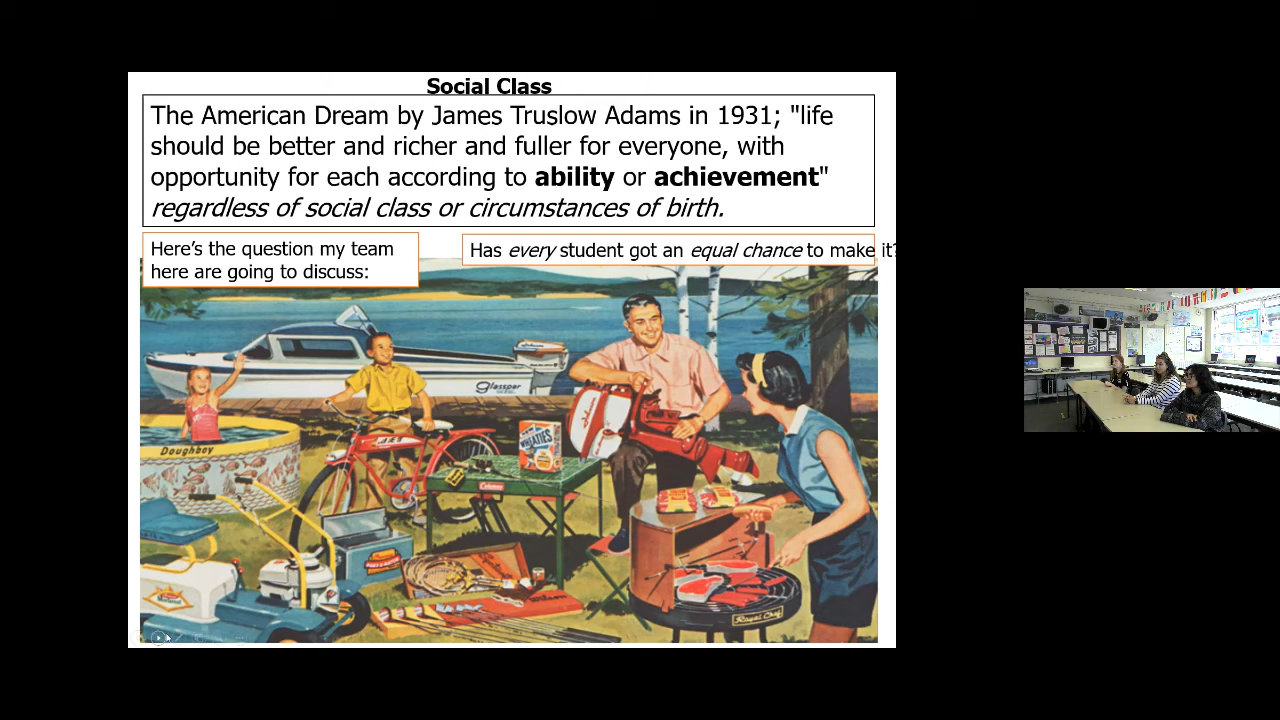 Social Class
The American Dream by James Truslow Adams in 1931; "life
should be better and richer and fuller for everyone, with
opportunity for each according to ability or achievement"
regardless of social class or circumstances of birth.
Here's the question my team
here are going to discuss:
Has every student got an equal chance to make it?
Glasspar
Doughboy
JET
WHEATIES
Coleman
Wilson
Royal Chef